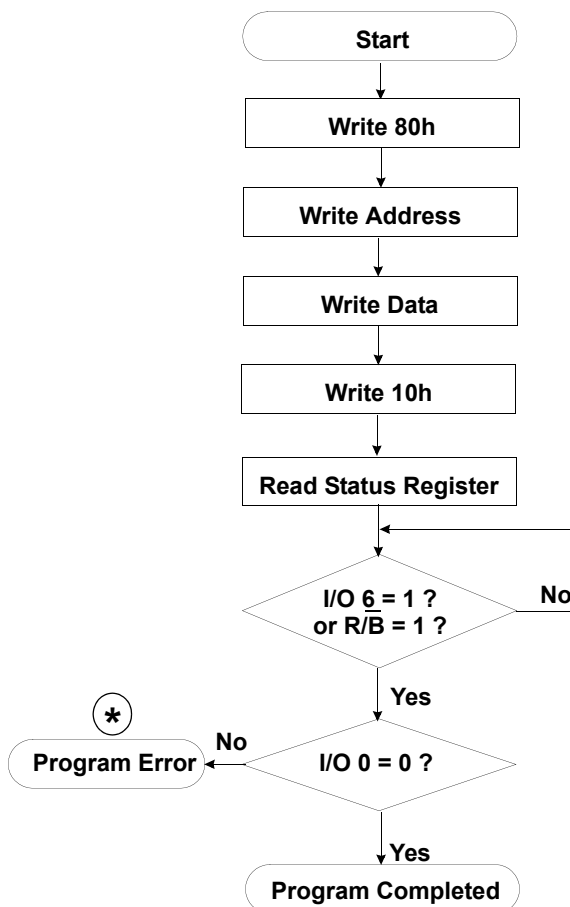 Start
Write 80h
Write Address
Write Data
Write 10h
Read Status Register
I/O 6 = 1 ?
or R/B̅ = 1 ?
No
Yes
*
No
Program Error
I/O 0 = 0 ?
Yes
Program Completed